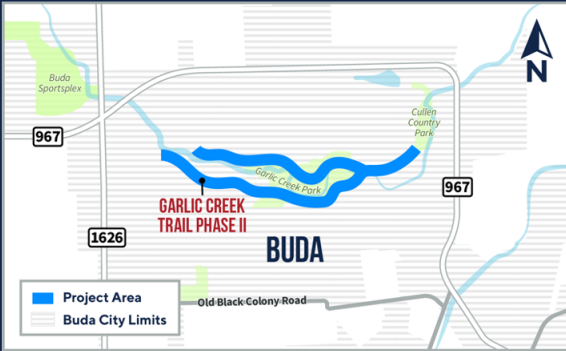 N
Buda
Sportsplex
Cullen
Country
Park
967
Garlic Creek Park
967
GARLIC CREEK
TRAIL PHASE II
1626
BUDA
Old Black Colony Road
Project Area
Buda City Limits